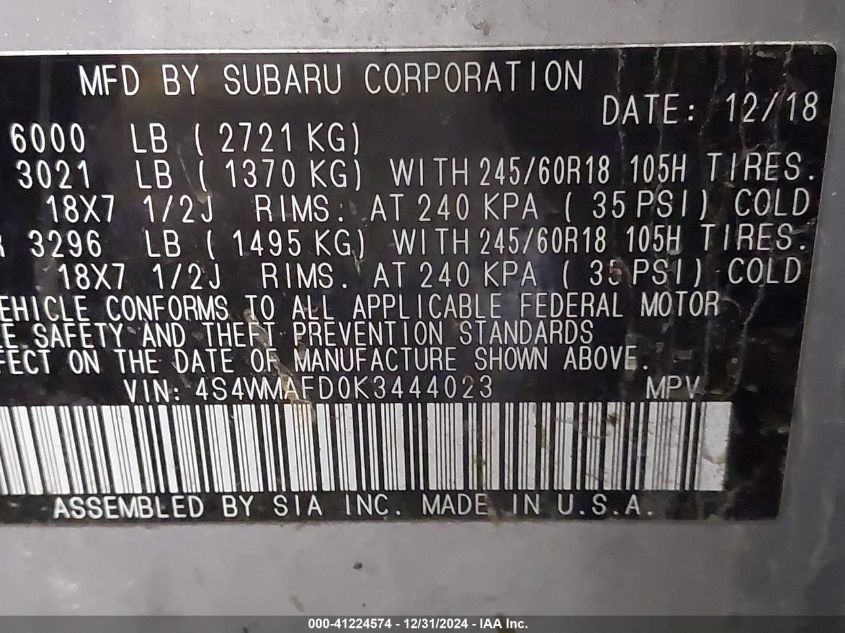 MFD BY SUBARU CORPORATION
DATE: 12/18
6000 LB ( 2721 KG)
3021 LB ( 1370 KG) WITH 245/60R18 105H TIRES.
18X7 1/2J RIMS. AT 240 KPA ( 35 PSI) COLD
R 3296 LB ( 1495 KG) WITH 245/60R18 105H TIRES.
18X7 1/2J RIMS. AT 240 KPA ( 35 PSI) COLD
EHICLE CONFORMS TO ALL APPLICABLE FEDERAL MOTOR
LE SAFETY AND THEFT PREVENTION STANDARDS
FFECT ON THE DATE OF MANUFACTURE SHOWN ABOVE.
VIN: 4S4WMAFD0K3444023 MPV
ASSEMBLED BY SIA INC. MADE IN U.S.A.
000-41224574 - 12/31/2024 - IAA Inc.